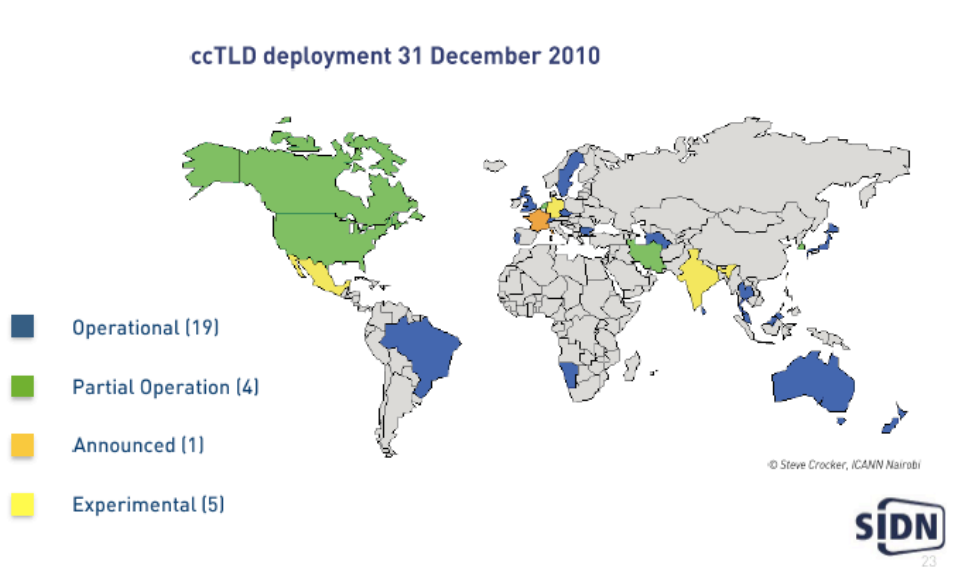 ccTLD deployment 31 December 2010
Operational (19)
Partial Operation (4)
Announced (1)
Experimental (5)
© Steve Crocker, ICANN Nairobi
SIDN
23